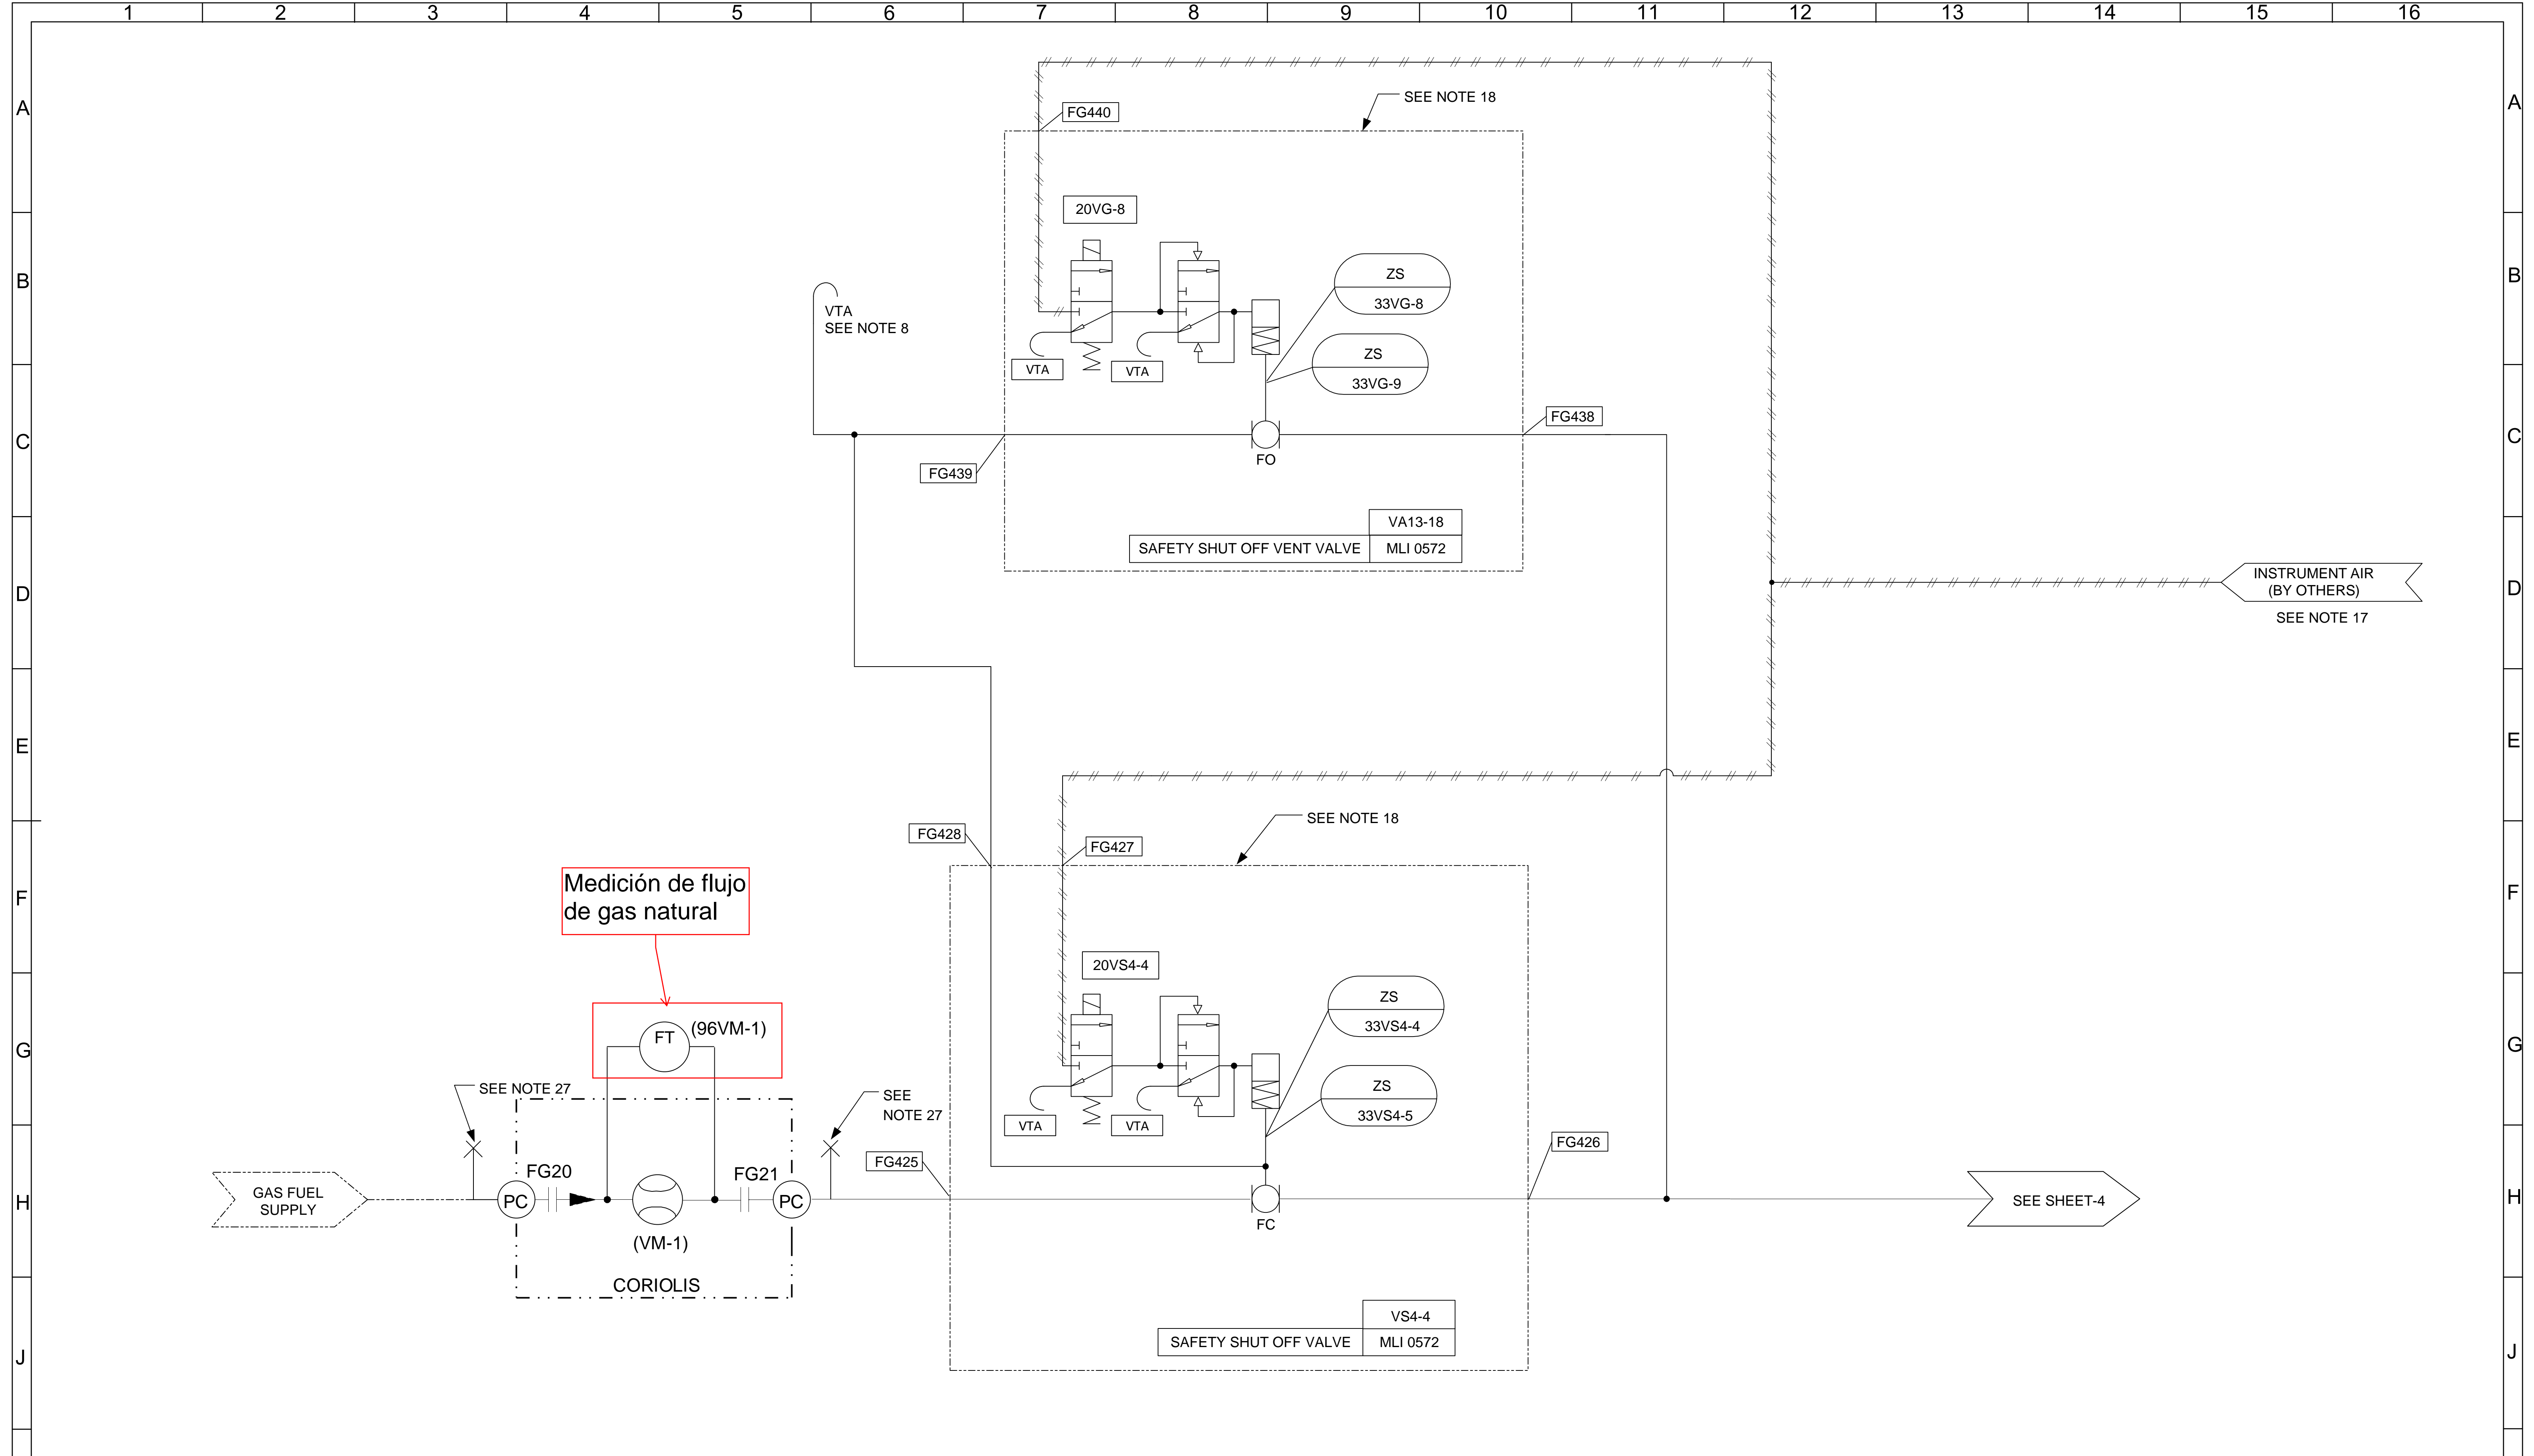 1 2 3 4 5 6 7 8 9 10 11 12 13 14 15 16
A
A
SEE NOTE 18
FG440
20VG-8
B
B
ZS
33VG-8
VTA
SEE NOTE 8
ZS
33VG-9
VTA
VTA
FG438
C
C
FO
FG439
VA13-18
SAFETY SHUT OFF VENT VALVE MLI 0572
INSTRUMENT AIR
(BY OTHERS)
D
D
SEE NOTE 17
E
E
SEE NOTE 18
FG428
FG427
Medición de flujo
de gas natural
F
F
20VS4-4
ZS
33VS4-4
FT (96VM-1)
G
G
SEE NOTE 27
SEE
NOTE 27
ZS
33VS4-5
VTA
VTA
FG426
FG425
FG20
FG21
GAS FUEL
SUPPLY
PC
PC
H
H
SEE SHEET-4
FC
(VM-1)
CORIOLIS
VS4-4
SAFETY SHUT OFF VALVE MLI 0572
J
J